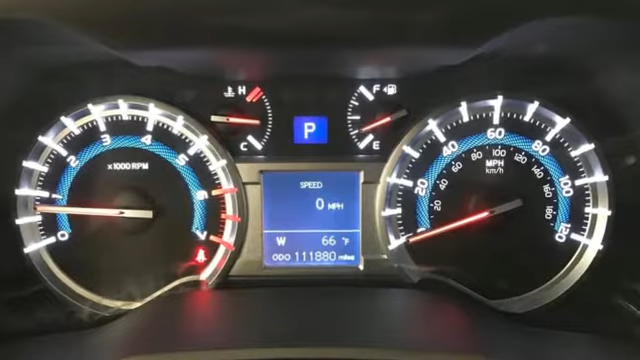 H
C
P
F
E
0 1 2 3 4 5 6 7
×1000 RPM
SPEED
0 MPH
W 66 °F
ODO 111880 miles
0 20 40 60 80 100 120
MPH
km/h
20 40 60 80 100 120 140 160 180